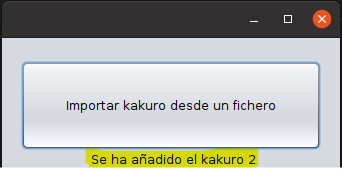 Importar kakuro desde un fichero
Se ha añadido el kakuro 2